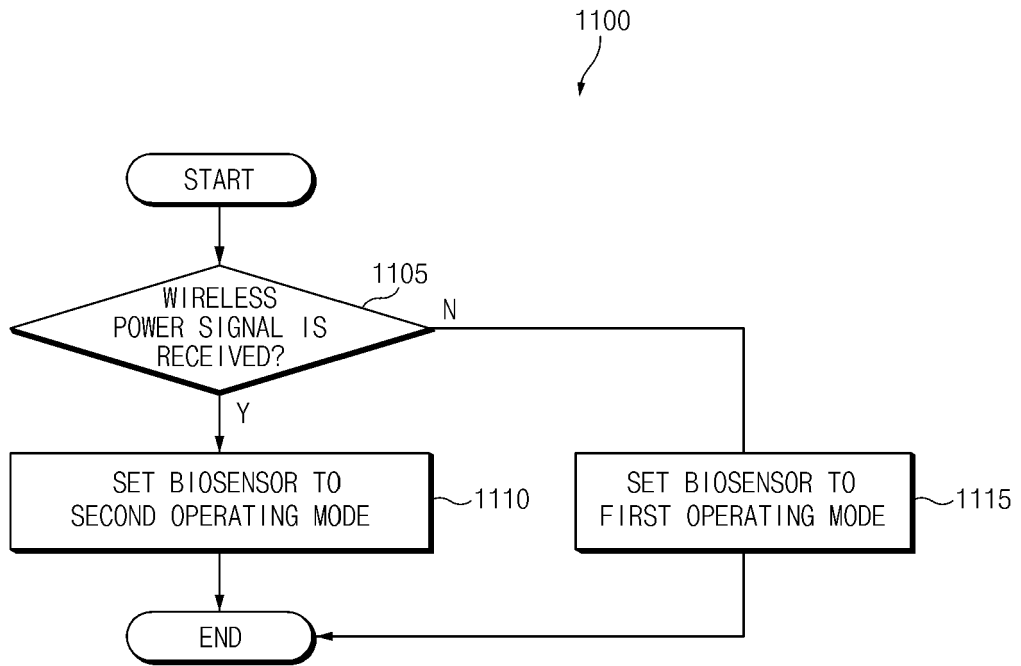 1100
START
1105
WIRELESS
POWER SIGNAL IS
RECEIVED?
N
Y
SET BIOSENSOR TO
SECOND OPERATING MODE
1110
SET BIOSENSOR TO
FIRST OPERATING MODE
1115
END